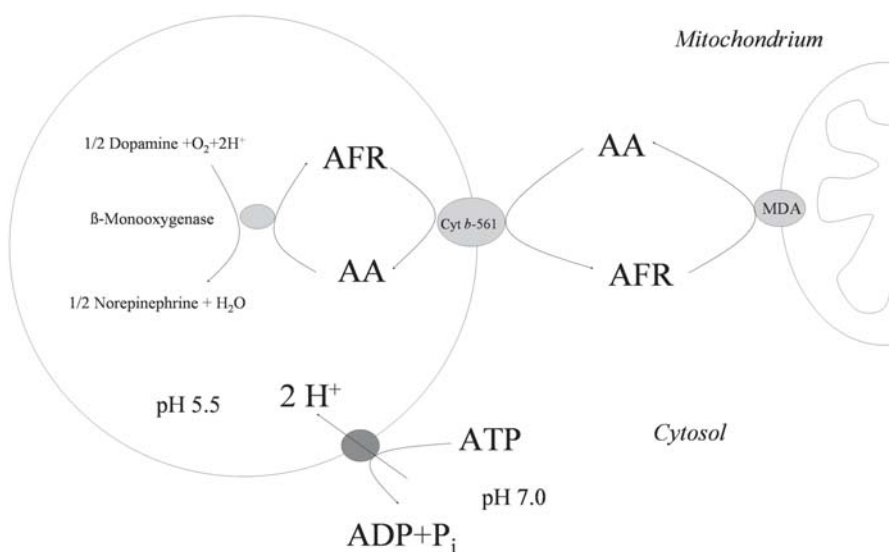 Mitochondrium
1/2 Dopamine +O₂+2H⁺
AFR
AA
ß-Monooxygenase
Cyt b-561
MDA
AA
AFR
1/2 Norepinephrine + H₂O
pH 5.5
2 H⁺
ATP
Cytosol
pH 7.0
ADP+Pᵢ